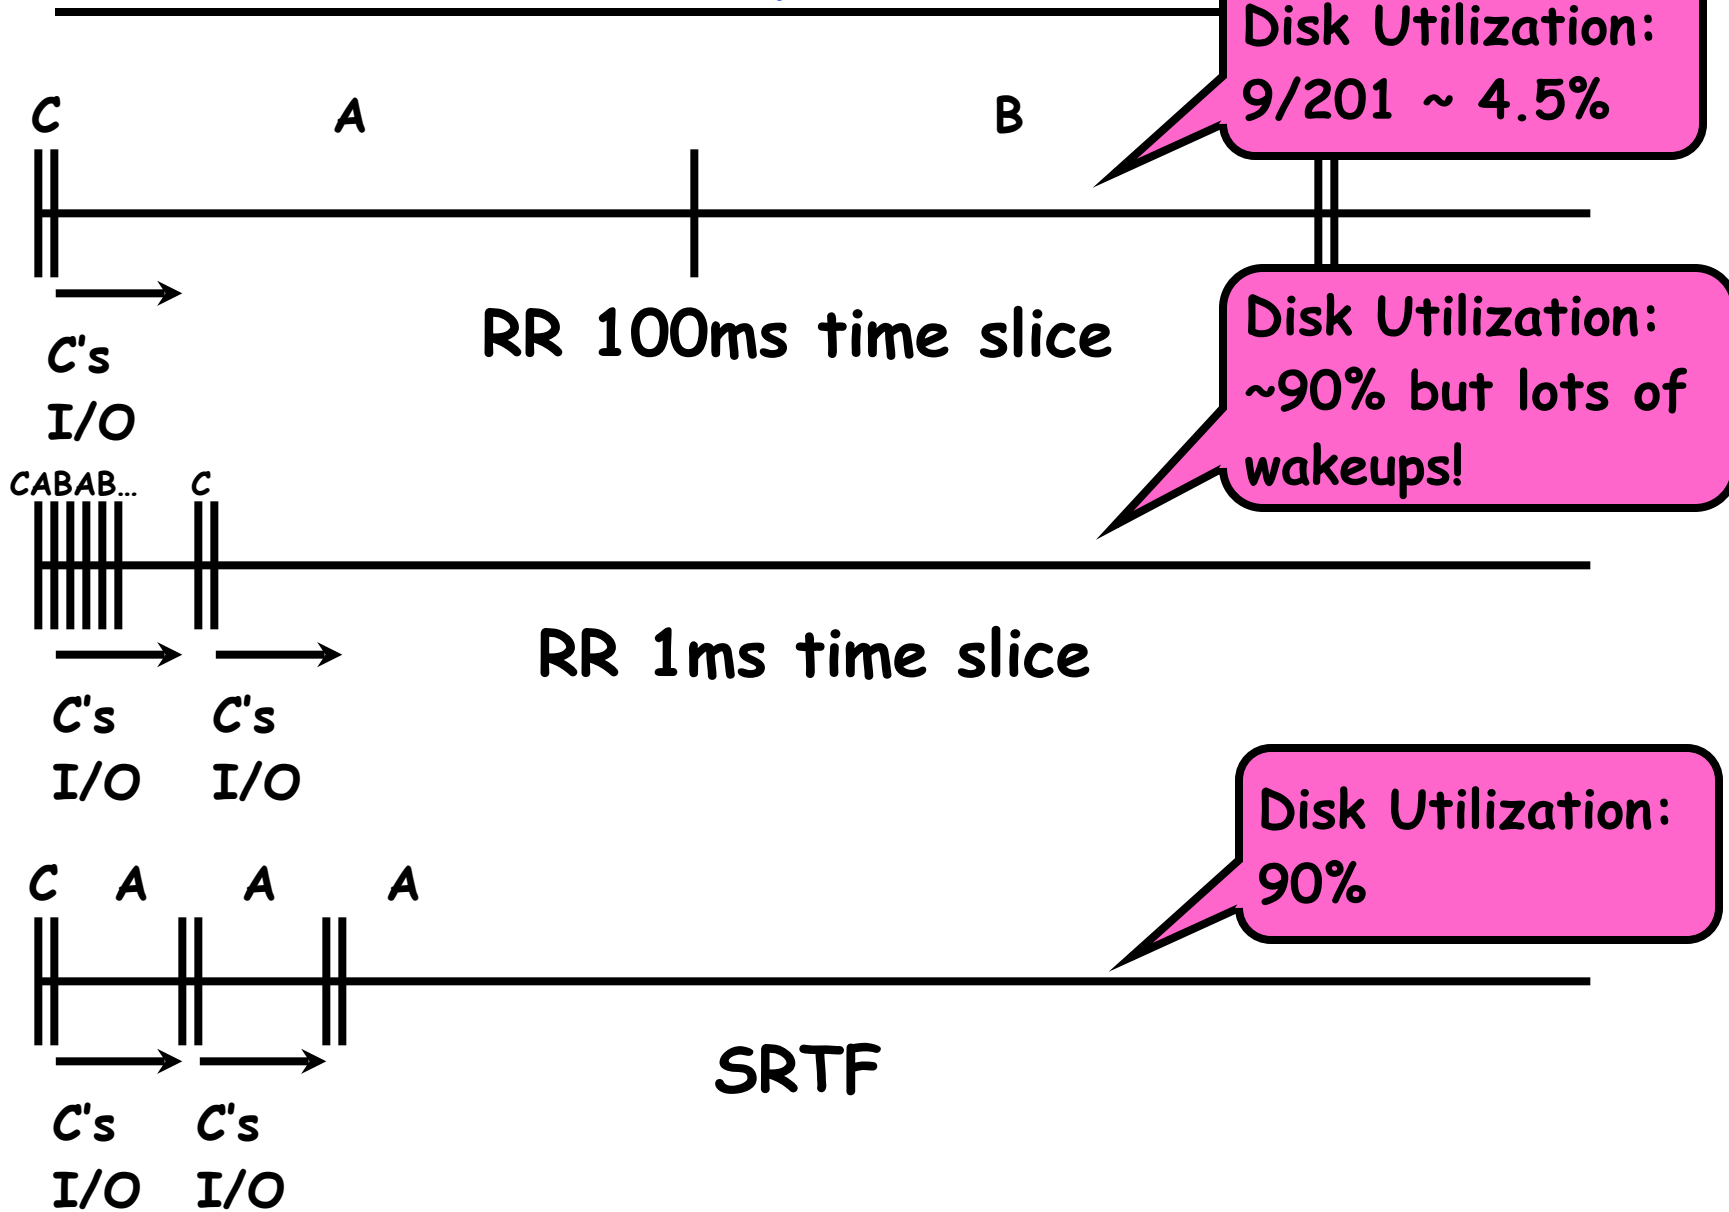 Disk Utilization:
9/201 ~ 4.5%
C A B
C's
I/O
RR 100ms time slice
Disk Utilization:
~90% but lots of
wakeups!
CABAB... C
C's C's
I/O I/O
RR 1ms time slice
Disk Utilization:
90%
C A A A
C's C's
I/O I/O
SRTF